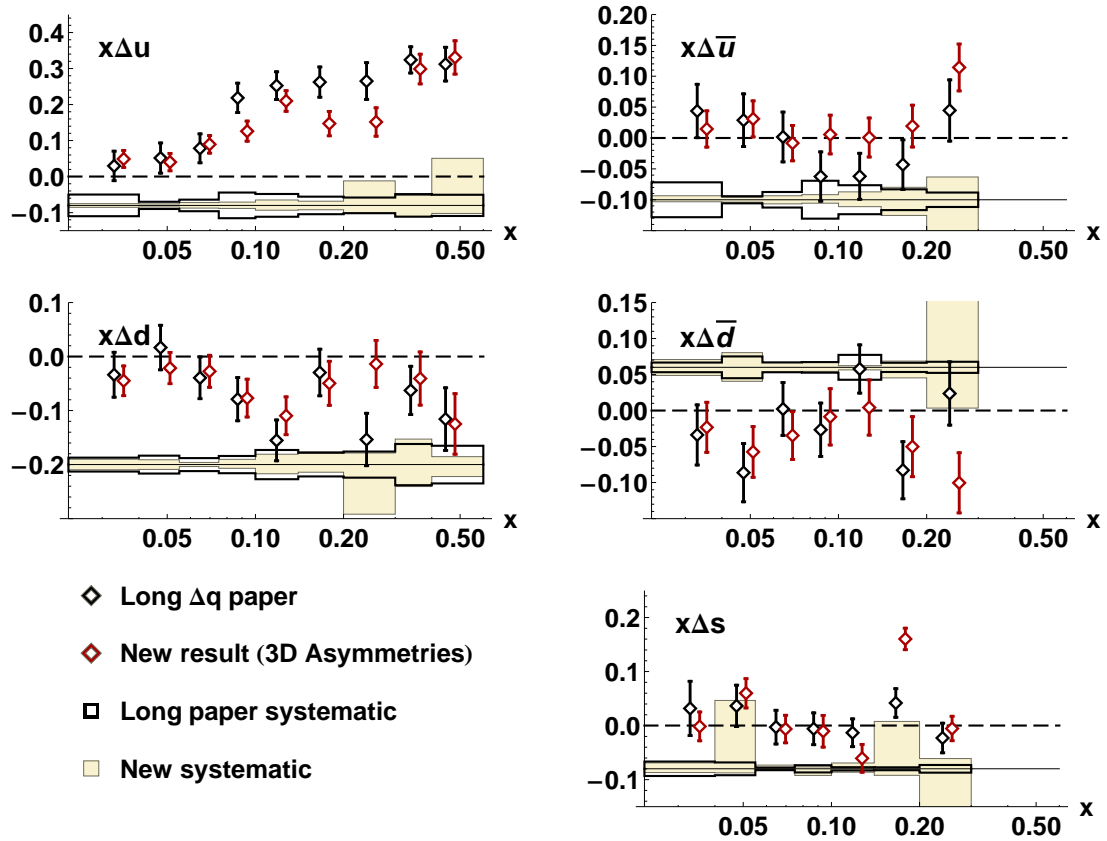 xΔu
0.4
0.3
0.2
0.1
0.0
−0.1
0.05 0.10 0.20 0.50
x
xΔū
0.20
0.15
0.10
0.05
0.00
−0.05
−0.10
0.05 0.10 0.20 0.50
x
xΔd
0.1
0.0
−0.1
−0.2
0.05 0.10 0.20 0.50
x
xΔd̄
0.15
0.10
0.05
0.00
−0.05
−0.10
0.05 0.10 0.20 0.50
x
Long Δq paper
New result (3D Asymmetries)
Long paper systematic
New systematic
xΔs
0.2
0.1
0.0
−0.1
0.05 0.10 0.20 0.50
x